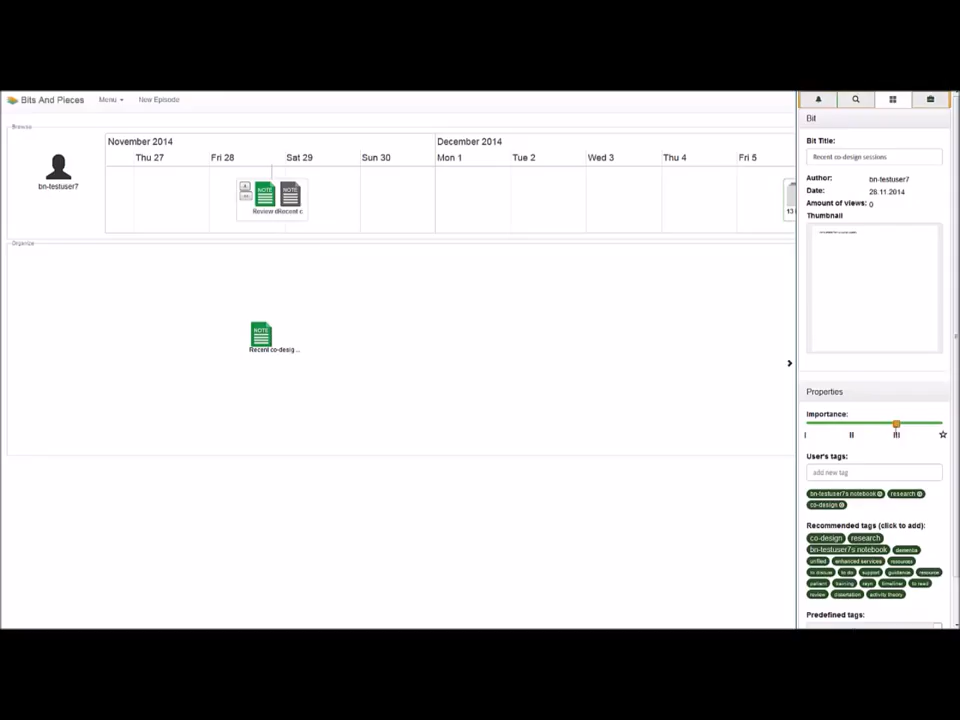 Bits And Pieces Menu New Episode
Browse
bn-testuser7
November 2014 December 2014
Thu 27 Fri 28 Sat 29 Sun 30 Mon 1 Tue 2 Wed 3 Thu 4 Fri 5
NOTE NOTE
Review dRecent c
13
Organize
NOTE
Recent co-desig ...
Bit
Bit Title:
Recent co-design sessions
Author: bn-testuser7
Date: 28.11.2014
Amount of views: 0
Thumbnail
Properties
Importance:
I II III
User's tags:
add new tag
bn-testuser7's notebook research
co-design
Recommended tags (click to add):
co-design research
bn-testuser7's notebook dementia
unified enhanced services resources
to discuss to do support guidance resource
patient training rayn timeliner to read
review dissertation activity theory
Predefined tags: